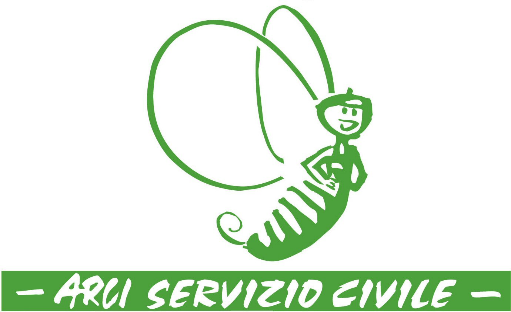 – ARCI SERVIZIO CIVILE –